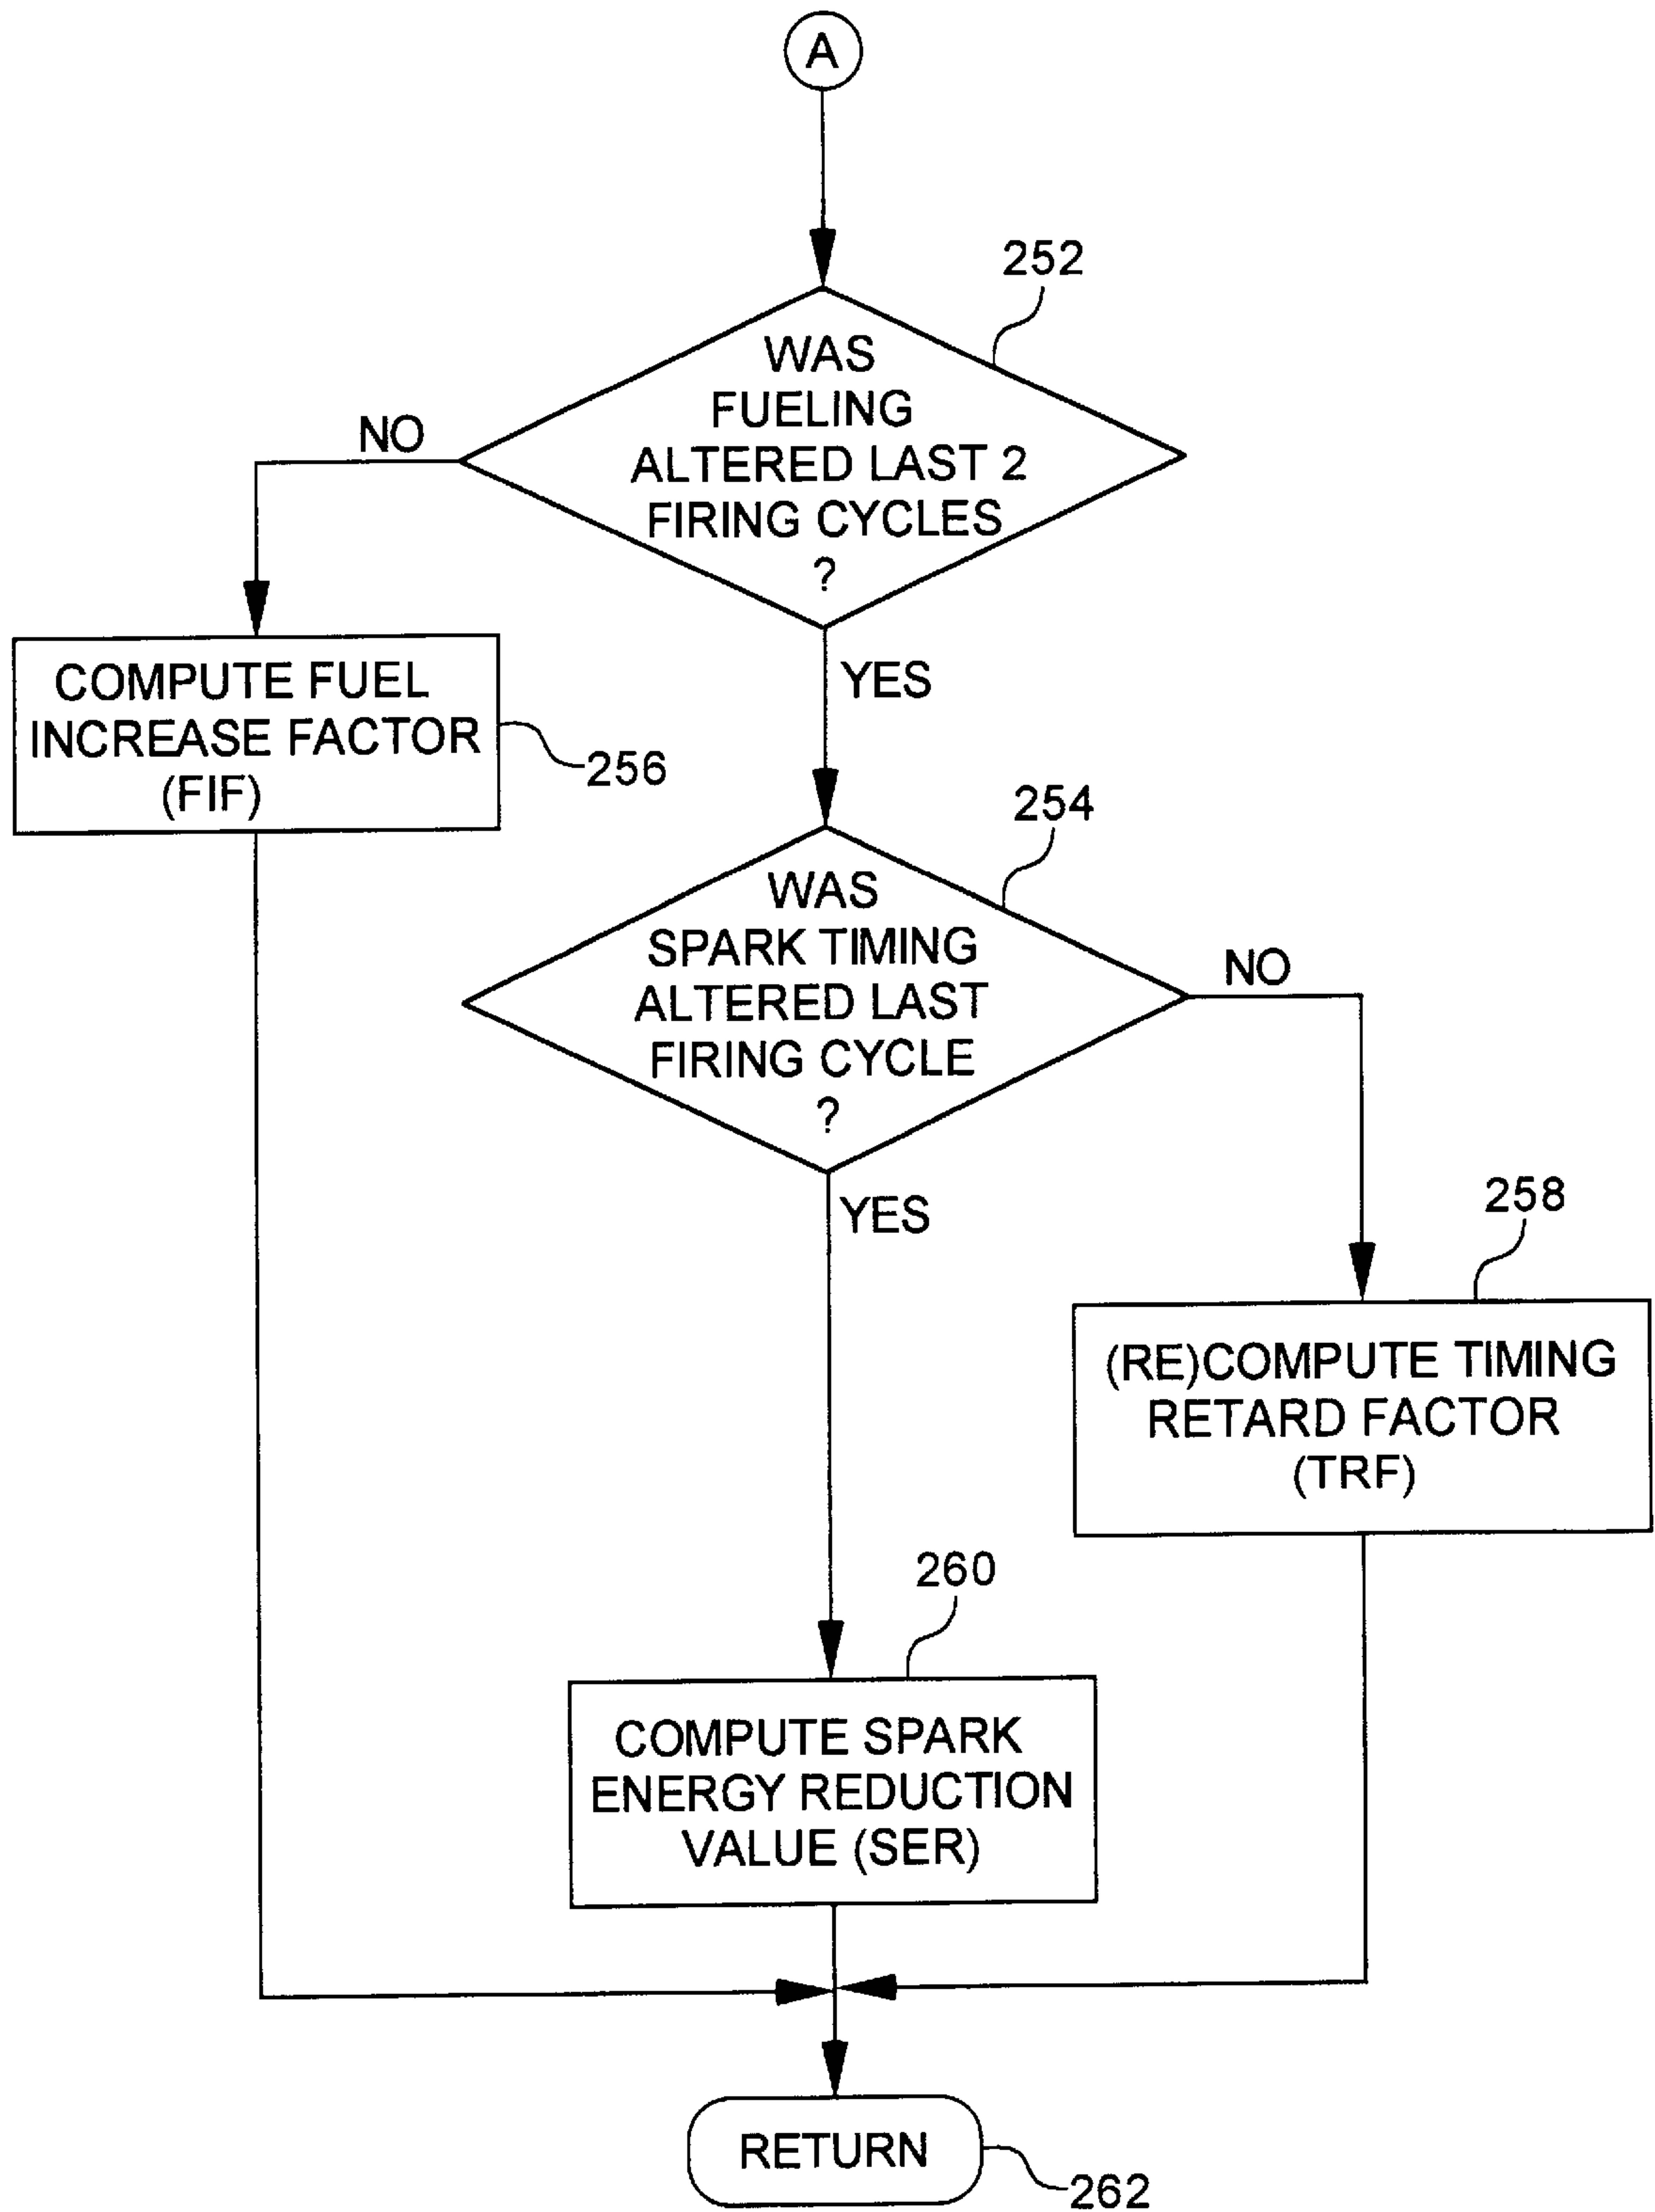 A
252
WAS
FUELING
ALTERED LAST 2
FIRING CYCLES
?
NO
YES
COMPUTE FUEL
INCREASE FACTOR
(FIF)
256
254
WAS
SPARK TIMING
ALTERED LAST
FIRING CYCLE
?
NO
YES
258
(RE)COMPUTE TIMING
RETARD FACTOR
(TRF)
260
COMPUTE SPARK
ENERGY REDUCTION
VALUE (SER)
RETURN
262